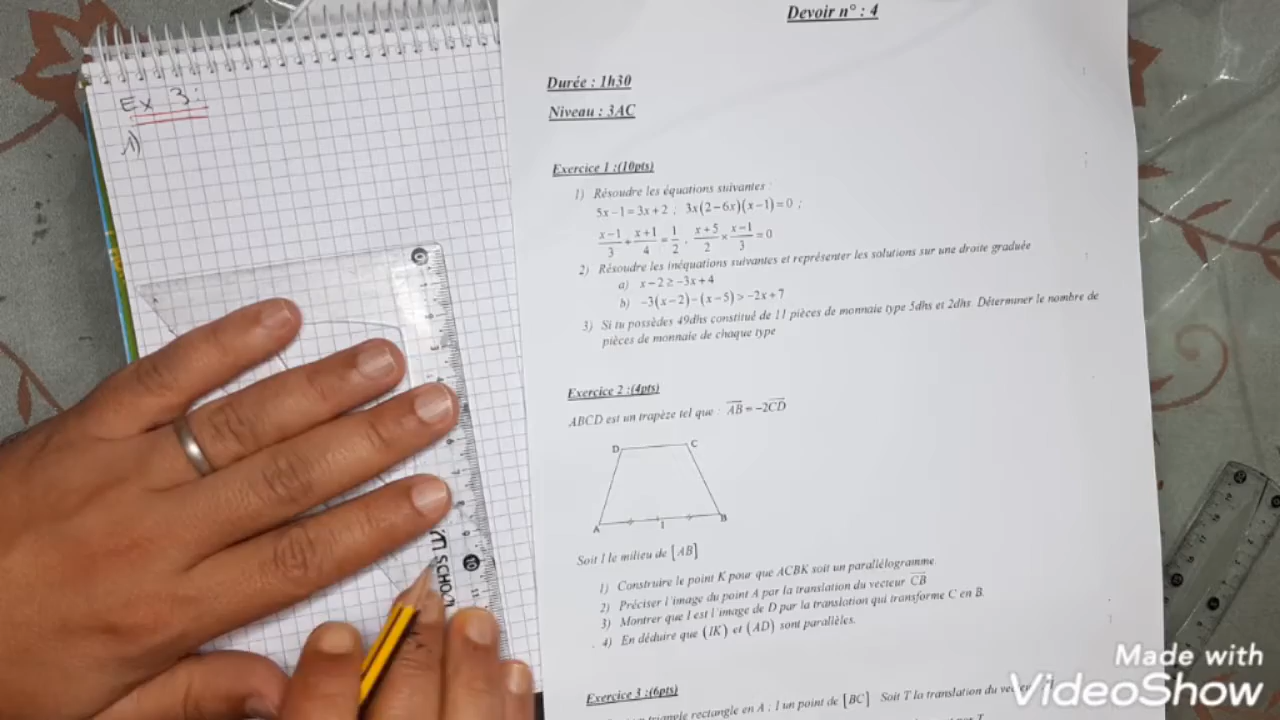 Ex 3:
1)
Devoir n° : 4
Durée : 1h30
Niveau : 3AC
Exercice 1 :(10pts)
1) Résoudre les équations suivantes :
5x−1=3x+2 ; 3x(2−6x)(x−1)=0 ;
(x−1)/3 + (x+1)/4 = 1/2 , (x+5)/2 × (x−1)/3 = 0
2) Résoudre les inéquations suivantes et représenter les solutions sur une droite graduée
a) x−2≥−3x+4
b) −3(x−2)−(x−5)>−2x+7
3) Si tu possèdes 49dhs constitué de 11 pièces de monnaie type 5dhs et 2dhs. Déterminer le nombre de
pièces de monnaie de chaque type
Exercice 2 :(4pts)
ABCD est un trapèze tel que : AB = −2CD
D C
A I B
Soit I le milieu de [AB]
1) Construire le point K pour que ACBK soit un parallélogramme.
2) Préciser l'image du point A par la translation du vecteur CB
3) Montrer que I est l'image de D par la translation qui transforme C en B.
4) En déduire que (IK) et (AD) sont parallèles.
Exercice 3 :(6pts)
triangle rectangle en A ; I un point de [BC] Soit T la translation du
0
10
11
SCHOOL
Made with
VideoShow